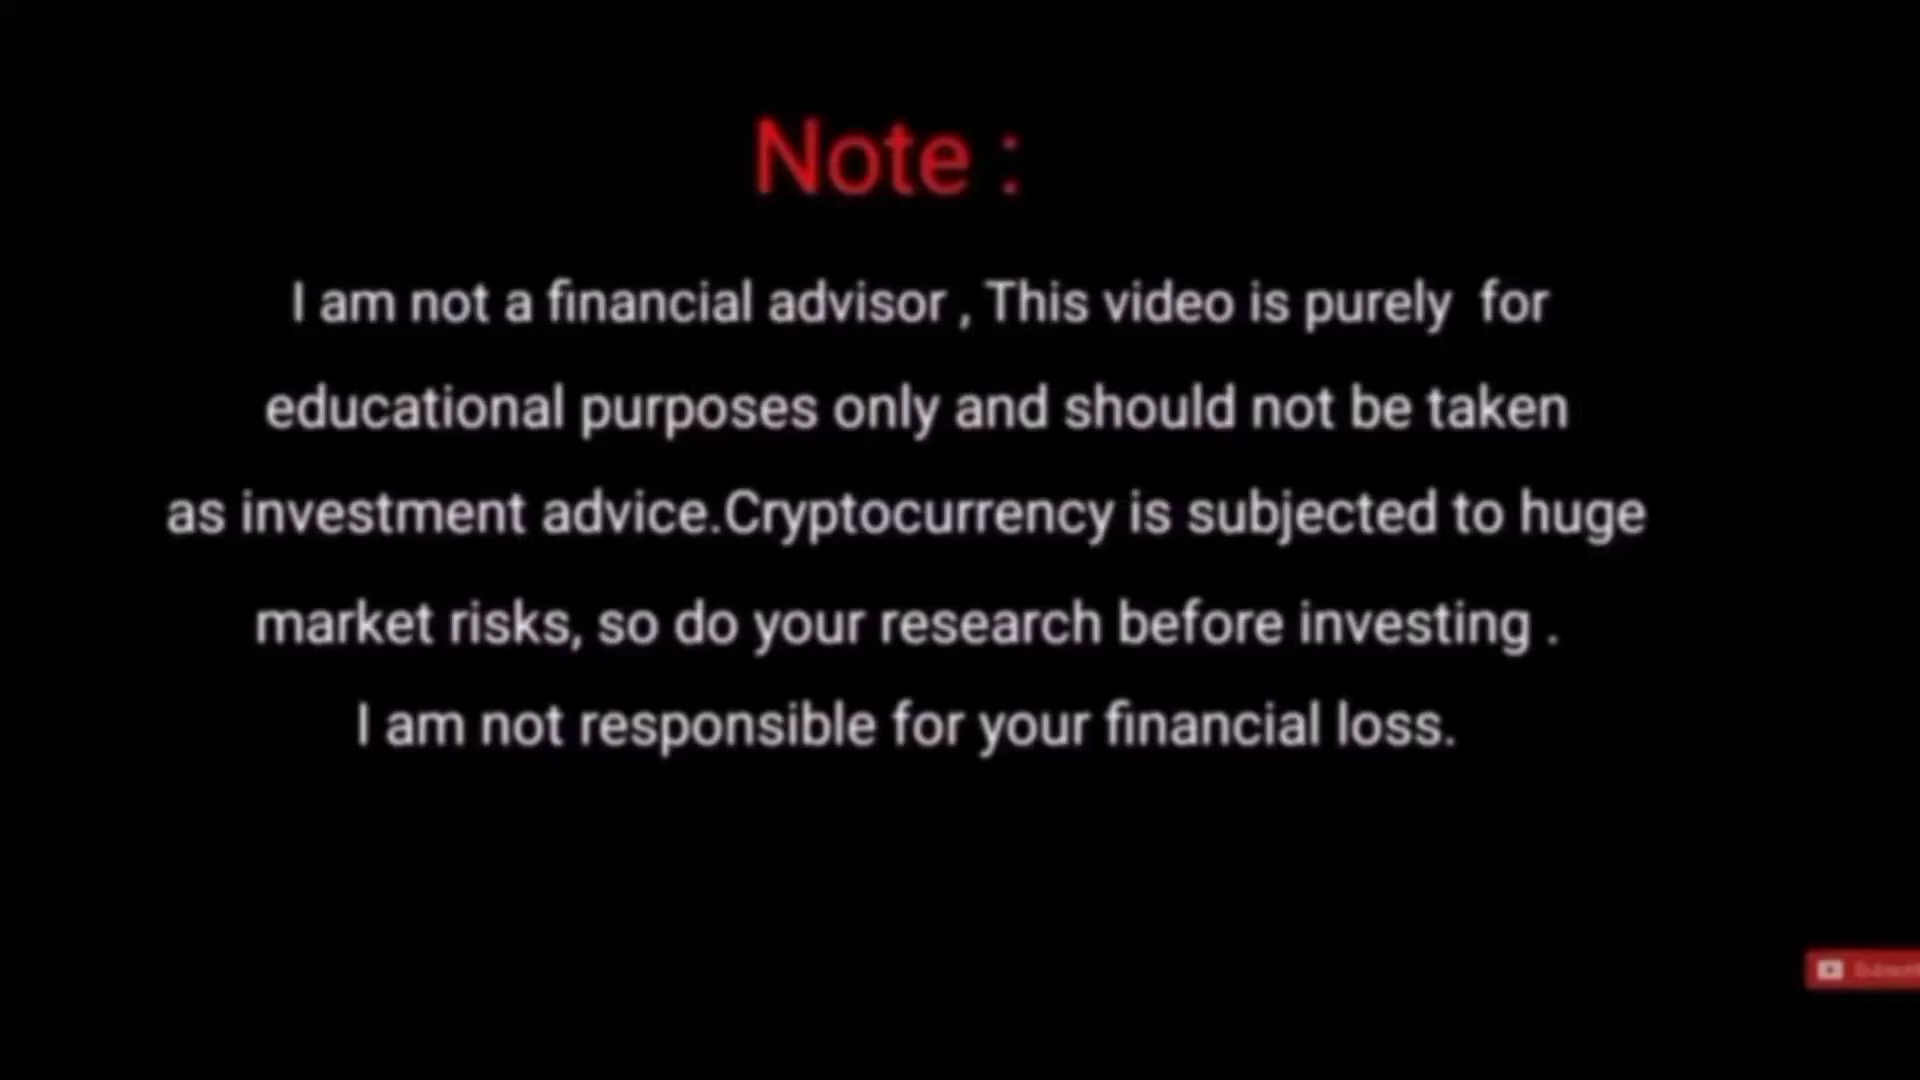 Note :
I am not a financial advisor , This video is purely  for
educational purposes only and should not be taken
as investment advice.Cryptocurrency is subjected to huge
market risks, so do your research before investing .
I am not responsible for your financial loss.